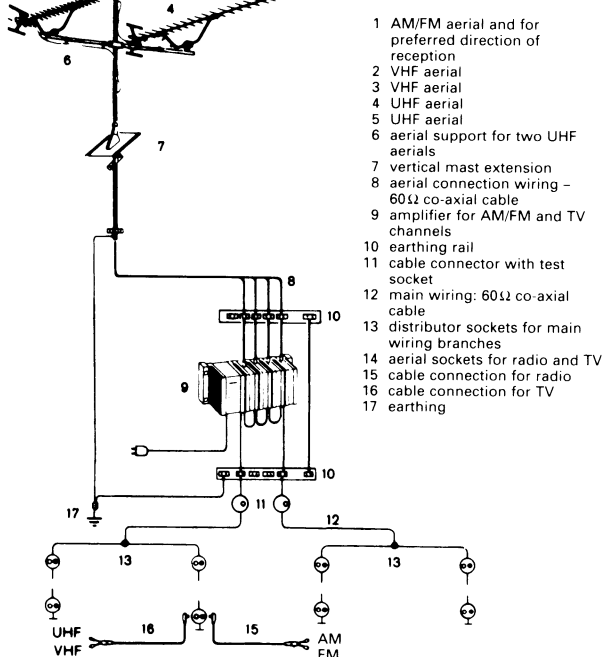 4
6
7
8
10
9
10
17
11
12
13
13
16
15
UHF
VHF
AM
FM
1 AM/FM aerial and for
preferred direction of
reception
2 VHF aerial
3 VHF aerial
4 UHF aerial
5 UHF aerial
6 aerial support for two UHF
aerials
7 vertical mast extension
8 aerial connection wiring –
60Ω co-axial cable
9 amplifier for AM/FM and TV
channels
10 earthing rail
11 cable connector with test
socket
12 main wiring: 60Ω co-axial
cable
13 distributor sockets for main
wiring branches
14 aerial sockets for radio and TV
15 cable connection for radio
16 cable connection for TV
17 earthing